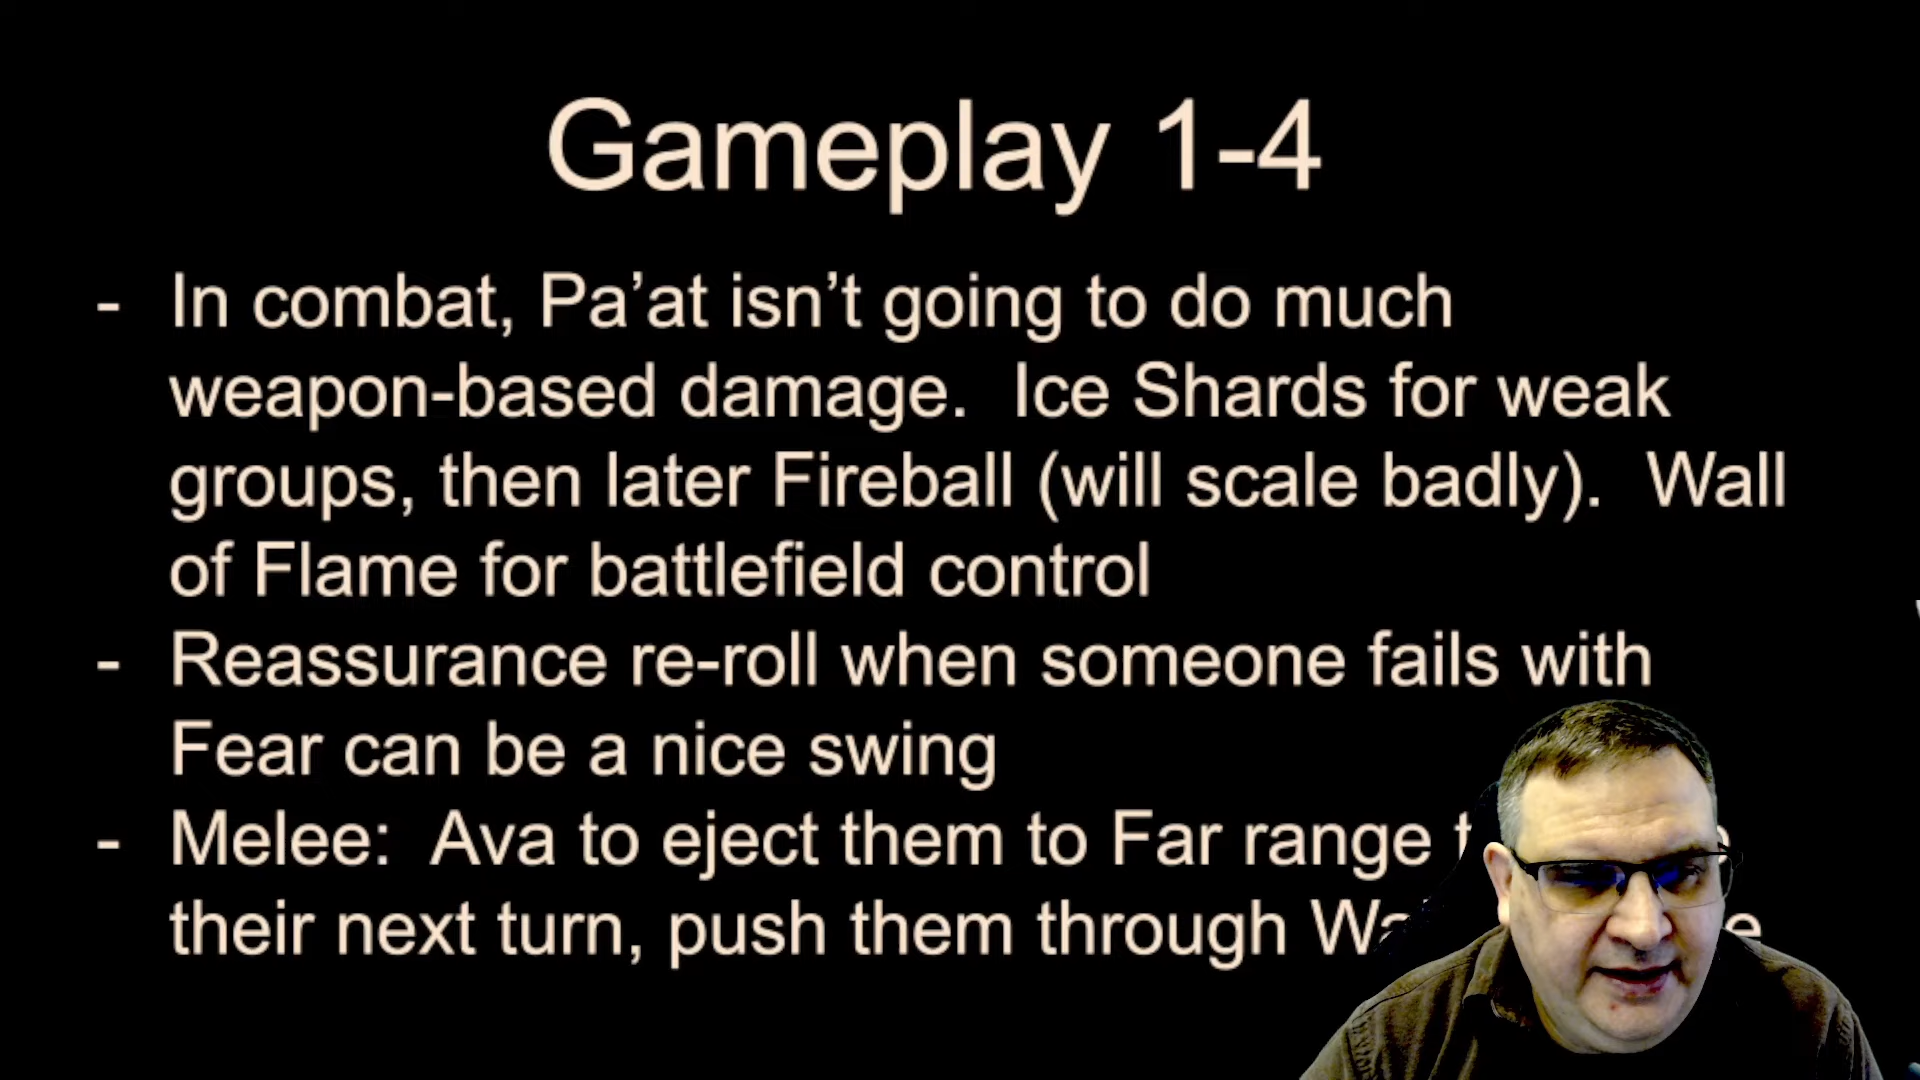 Gameplay 1-4
- In combat, Pa’at isn’t going to do much
weapon-based damage.  Ice Shards for weak
groups, then later Fireball (will scale badly).  Wall
of Flame for battlefield control
- Reassurance re-roll when someone fails with
Fear can be a nice swing
- Melee:  Ava to eject them to Far range
their next turn, push them through